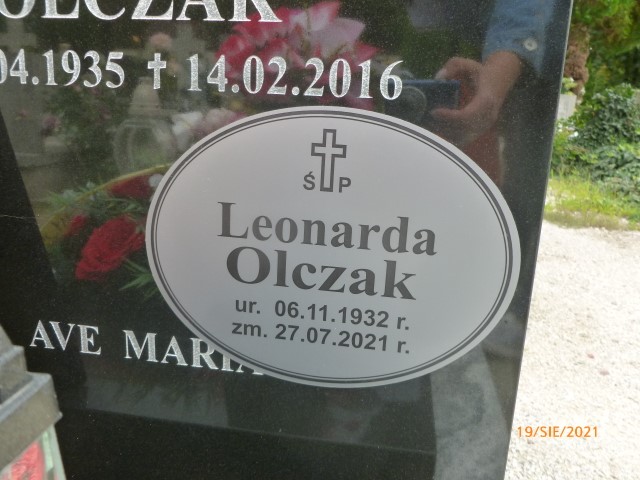 OLCZAK
04.1935 ✝ 14.02.2016
Ś P
Leonarda
Olczak
ur. 06.11.1932 r.
zm. 27.07.2021 r.
AVE MARIA
19/SIE/2021